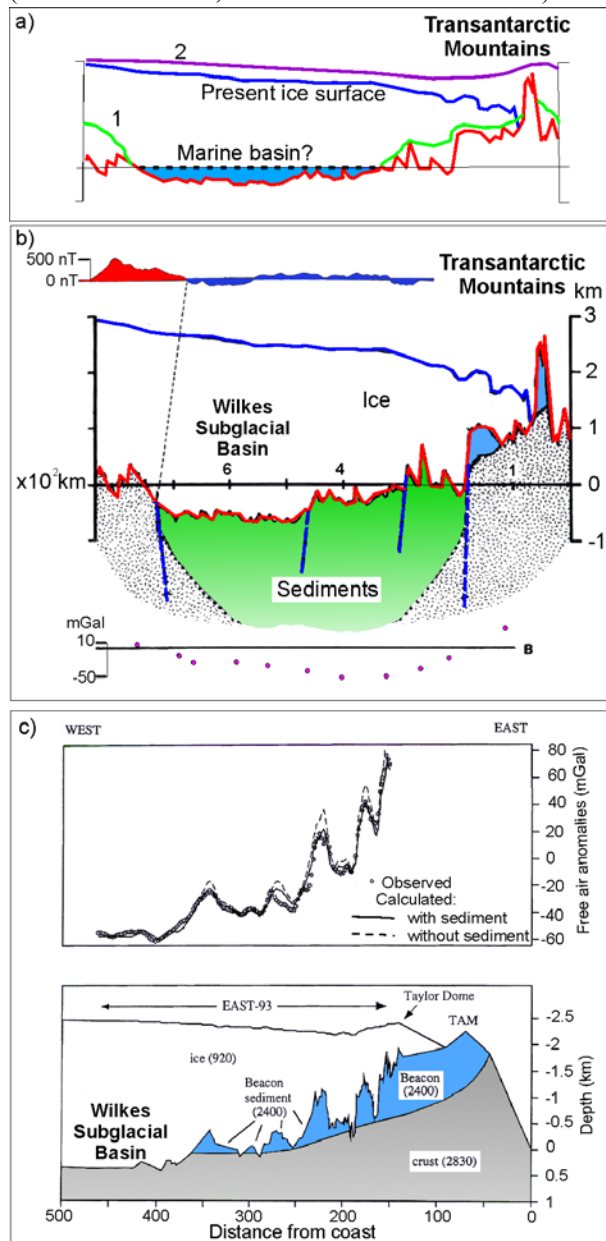 a)
Transantarctic
Mountains
2
Present ice surface
1
Marine basin?
b)
500 nT
0 nT
Transantarctic
Mountains
km
3
2
Ice
Wilkes
Subglacial
Basin
1
x10²km
6
4
1
0
-1
Sediments
mGal
10
-50
B
c)
WEST
EAST
80
60
40
20
0
-20
-40
-60
Free air anomalies (mGal)
Observed
Calculated:
with sediment
without sediment
EAST-93
Taylor Dome
TAM
ice (920)
Beacon
sediment
(2400)
Beacon
(2400)
Wilkes
Subglacial
Basin
crust (2830)
-2.5
-2
-1.5
-1
-0.5
0
0.5
1
Depth (km)
500
400
300
200
100
0
Distance from coast